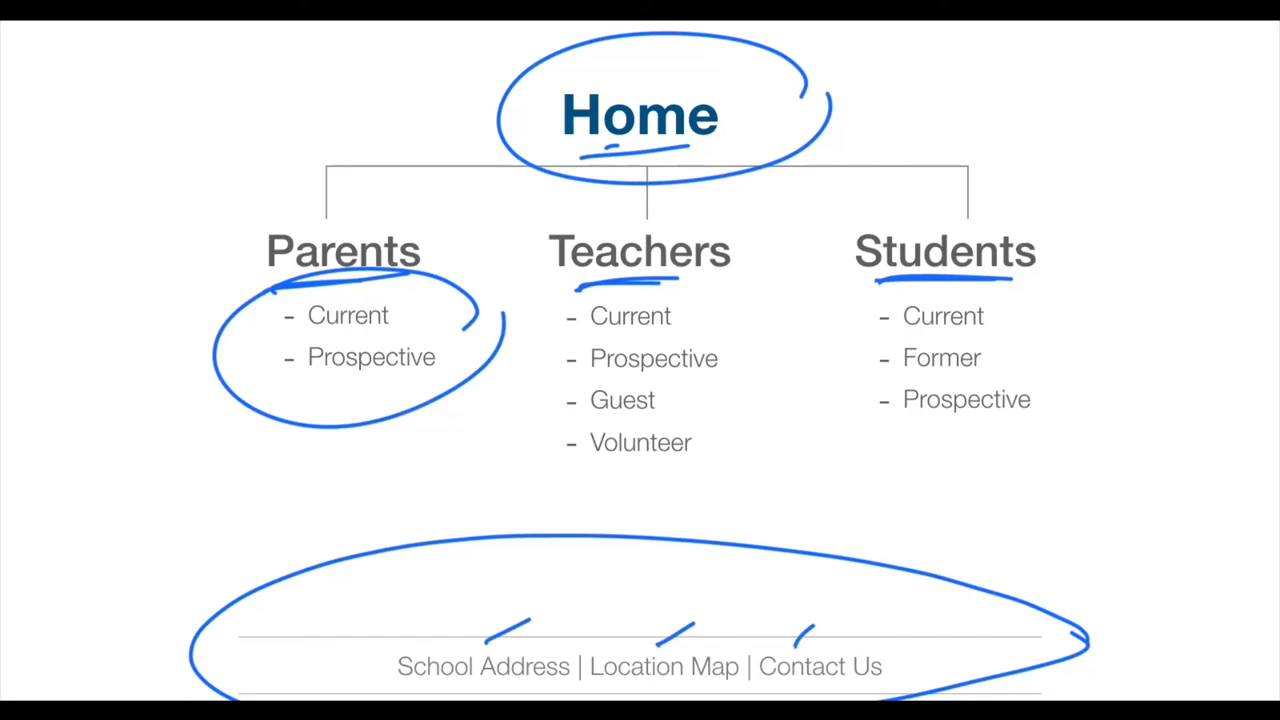 Home
Parents
- Current
- Prospective
Teachers
- Current
- Prospective
- Guest
- Volunteer
Students
- Current
- Former
- Prospective
School Address | Location Map | Contact Us